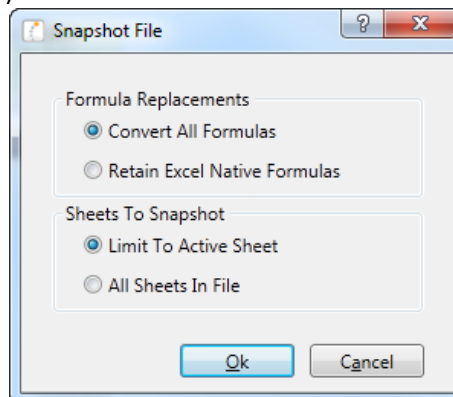 )
Snapshot File
?
Formula Replacements
Convert All Formulas
Retain Excel Native Formulas
Sheets To Snapshot
Limit To Active Sheet
All Sheets In File
Ok
Cancel